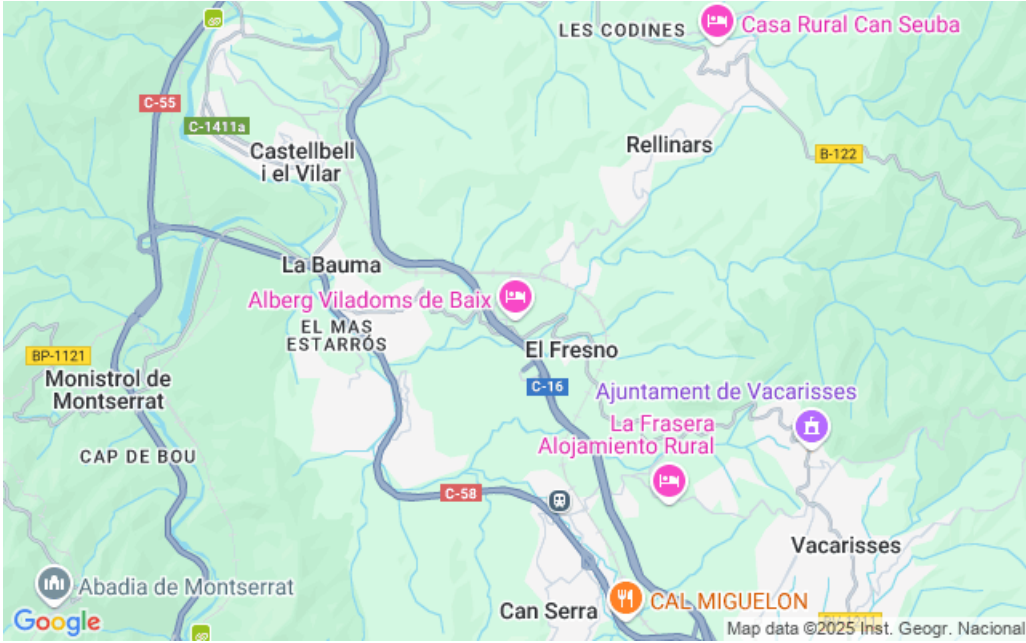 LES CODINES
Casa Rural Can Seuba
C-55
C-1411a
Castellbell
i el Vilar
Rellinars
B-122
La Bauma
Alberg Viladoms de Baix
EL MAS
ESTARRÓS
BP-1121
El Fresno
Monistrol de
Montserrat
C-16
Ajuntament de Vacarisses
La Frasera
Alojamiento Rural
CAP DE BOU
C-58
Vacarisses
Abadia de Montserrat
Can Serra
CAL MIGUELON
Google
Map data ©2025 Inst. Geogr. Nacional